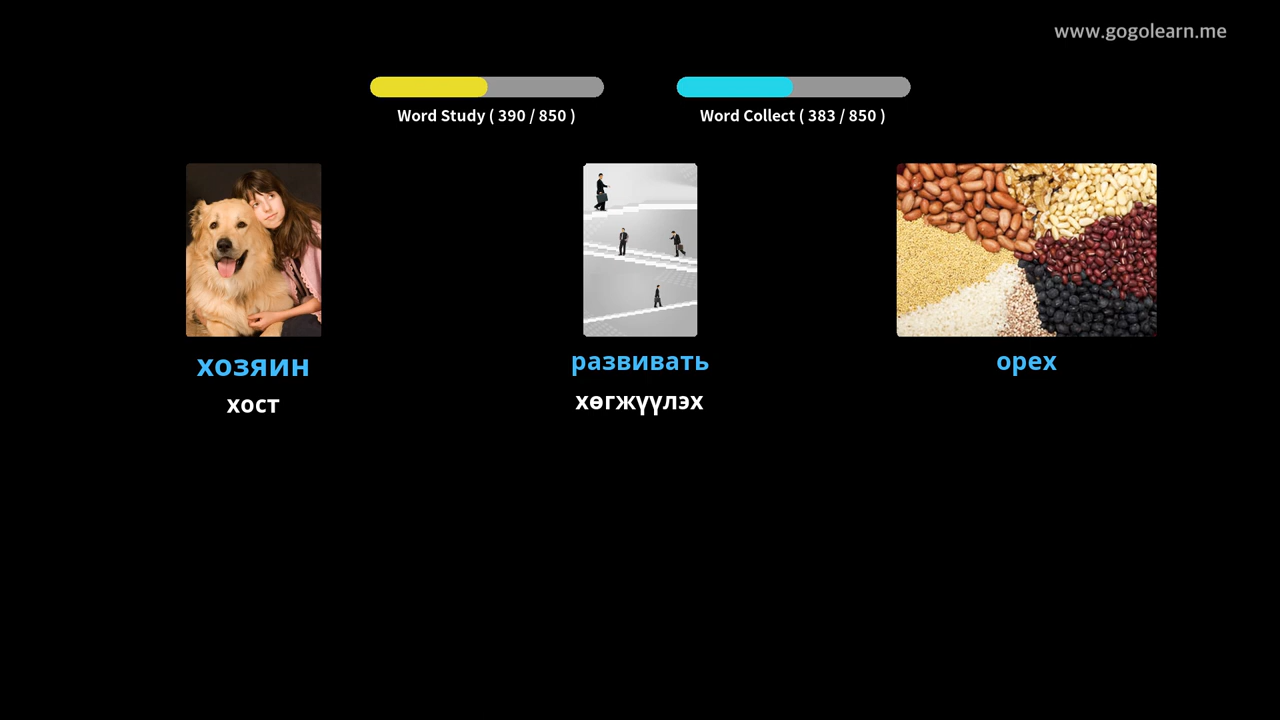 www.gogolearn.me
Word Study ( 390 / 850 )
Word Collect ( 383 / 850 )
хозяин
развивать
орех
хост
хөгжүүлэх